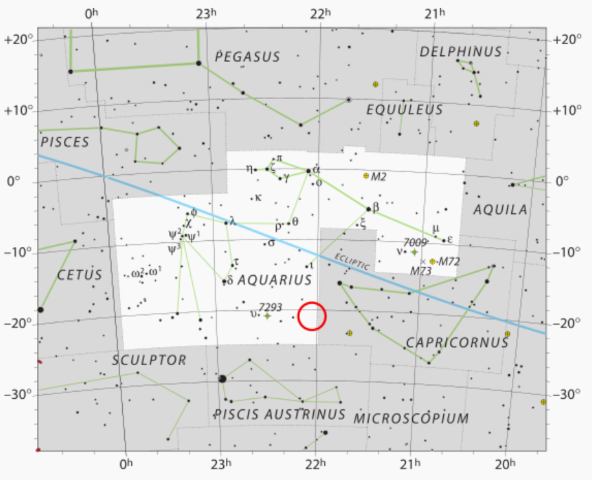 0h 23h 22h 21h
+20° +20°
DELPHINUS
PEGASUS
+10° +10°
EQUULEUS
PISCES
π
η ζ α
γ ο
M2
0° 0°
κ
AQUILA
φ β
χ λ ρ θ ξ μ
ψ² ψ¹ ε
7009
ψ³ σ ν
-10° -10°
ECLIPTIC
M72
M73
CETUS
τ ι
ω² ω¹
δ AQUARIUS
υ 7293
-20° -20°
CAPRICORNUS
SCULPTOR
-30° -30°
PISCIS AUSTRINUS MICROSCOPIUM
0h 23h 22h 21h 20h